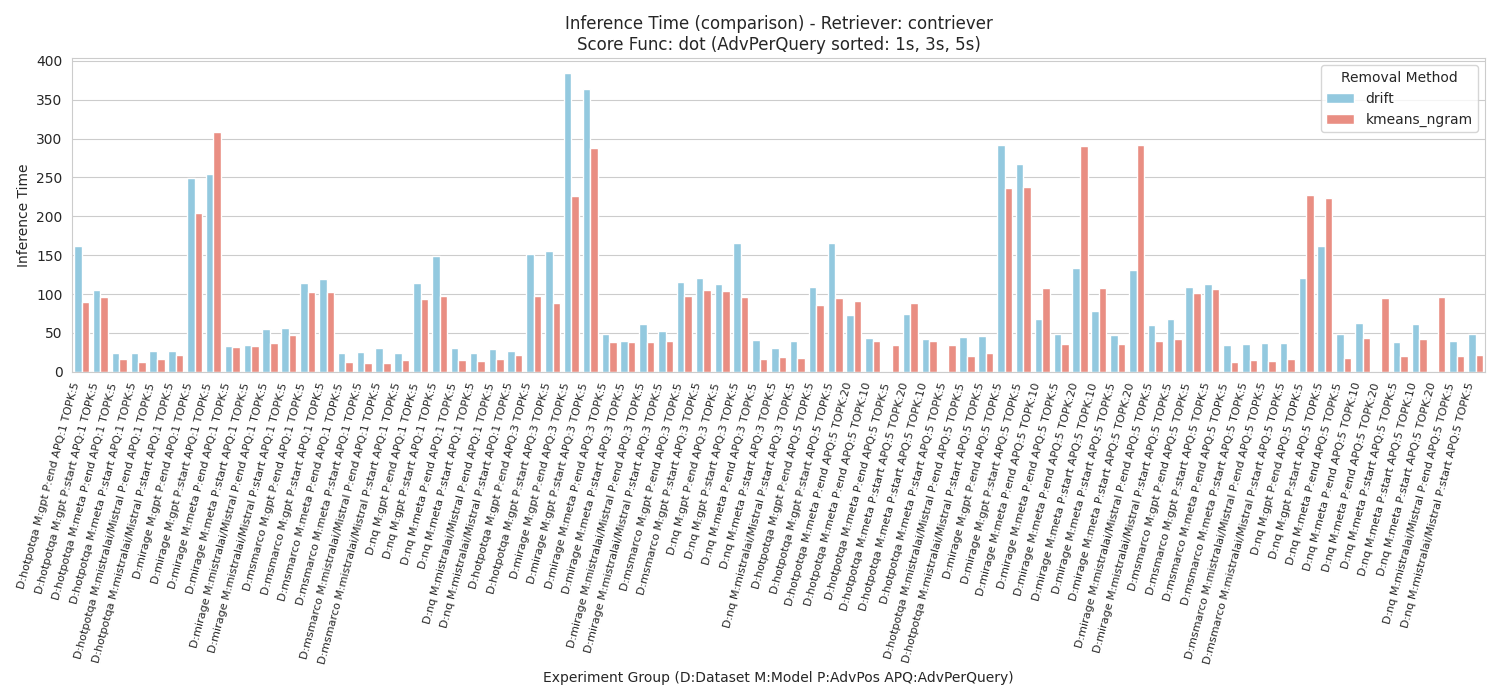 Inference Time (comparison) - Retriever: contriever
Score Func: dot (AdvPerQuery sorted: 1s, 3s, 5s)
Removal Method
drift
kmeans_ngram
Inference Time
400
350
300
250
200
150
100
50
0
D:hotpotqa M:gpt P:end APQ:1 TOPK:5
D:hotpotqa M:gpt P:start APQ:1 TOPK:5
D:hotpotqa M:meta P:end APQ:1 TOPK:5
D:hotpotqa M:meta P:start APQ:1 TOPK:5
D:hotpotqa M:mistralai/Mistral P:end APQ:1 TOPK:5
D:hotpotqa M:mistralai/Mistral P:start APQ:1 TOPK:5
D:mirage M:gpt P:end APQ:1 TOPK:5
D:mirage M:gpt P:start APQ:1 TOPK:5
D:mirage M:meta P:end APQ:1 TOPK:5
D:mirage M:meta P:start APQ:1 TOPK:5
D:mirage M:mistralai/Mistral P:end APQ:1 TOPK:5
D:mirage M:mistralai/Mistral P:start APQ:1 TOPK:5
D:msmarco M:gpt P:end APQ:1 TOPK:5
D:msmarco M:gpt P:start APQ:1 TOPK:5
D:msmarco M:meta P:end APQ:1 TOPK:5
D:msmarco M:meta P:start APQ:1 TOPK:5
D:msmarco M:mistralai/Mistral P:end APQ:1 TOPK:5
D:msmarco M:mistralai/Mistral P:start APQ:1 TOPK:5
D:nq M:gpt P:end APQ:1 TOPK:5
D:nq M:gpt P:start APQ:1 TOPK:5
D:nq M:meta P:end APQ:1 TOPK:5
D:nq M:meta P:start APQ:1 TOPK:5
D:nq M:mistralai/Mistral P:end APQ:1 TOPK:5
D:nq M:mistralai/Mistral P:start APQ:1 TOPK:5
D:hotpotqa M:gpt P:end APQ:3 TOPK:5
D:hotpotqa M:gpt P:start APQ:3 TOPK:5
D:mirage M:gpt P:end APQ:3 TOPK:5
D:mirage M:gpt P:start APQ:3 TOPK:5
D:mirage M:meta P:end APQ:3 TOPK:5
D:mirage M:meta P:start APQ:3 TOPK:5
D:mirage M:mistralai/Mistral P:end APQ:3 TOPK:5
D:mirage M:mistralai/Mistral P:start APQ:3 TOPK:5
D:msmarco M:gpt P:end APQ:3 TOPK:5
D:msmarco M:gpt P:start APQ:3 TOPK:5
D:nq M:gpt P:end APQ:3 TOPK:5
D:nq M:gpt P:start APQ:3 TOPK:5
D:nq M:meta P:end APQ:3 TOPK:5
D:nq M:meta P:start APQ:3 TOPK:5
D:nq M:mistralai/Mistral P:start APQ:3 TOPK:5
D:hotpotqa M:gpt P:end APQ:5 TOPK:5
D:hotpotqa M:gpt P:start APQ:5 TOPK:5
D:hotpotqa M:meta P:end APQ:5 TOPK:20
D:hotpotqa M:meta P:end APQ:5 TOPK:10
D:hotpotqa M:meta P:end APQ:5 TOPK:5
D:hotpotqa M:meta P:start APQ:5 TOPK:20
D:hotpotqa M:meta P:start APQ:5 TOPK:10
D:hotpotqa M:meta P:start APQ:5 TOPK:5
D:hotpotqa M:mistralai/Mistral P:end APQ:5 TOPK:5
D:hotpotqa M:mistralai/Mistral P:start APQ:5 TOPK:5
D:mirage M:gpt P:end APQ:5 TOPK:5
D:mirage M:gpt P:start APQ:5 TOPK:5
D:mirage M:meta P:end APQ:5 TOPK:10
D:mirage M:meta P:end APQ:5 TOPK:5
D:mirage M:meta P:end APQ:5 TOPK:20
D:mirage M:meta P:start APQ:5 TOPK:10
D:mirage M:meta P:start APQ:5 TOPK:5
D:mirage M:meta P:start APQ:5 TOPK:20
D:mirage M:mistralai/Mistral P:end APQ:5 TOPK:5
D:mirage M:mistralai/Mistral P:start APQ:5 TOPK:5
D:msmarco M:gpt P:end APQ:5 TOPK:5
D:msmarco M:gpt P:start APQ:5 TOPK:5
D:msmarco M:meta P:end APQ:5 TOPK:5
D:msmarco M:meta P:start APQ:5 TOPK:5
D:msmarco M:mistralai/Mistral P:end APQ:5 TOPK:5
D:msmarco M:mistralai/Mistral P:start APQ:5 TOPK:5
D:nq M:gpt P:end APQ:5 TOPK:5
D:nq M:gpt P:start APQ:5 TOPK:5
D:nq M:meta P:end APQ:5 TOPK:5
D:nq M:meta P:end APQ:5 TOPK:10
D:nq M:meta P:end APQ:5 TOPK:20
D:nq M:meta P:start APQ:5 TOPK:5
D:nq M:meta P:start APQ:5 TOPK:10
D:nq M:meta P:start APQ:5 TOPK:20
D:nq M:mistralai/Mistral P:end APQ:5 TOPK:5
D:nq M:mistralai/Mistral P:start APQ:5 TOPK:5
Experiment Group (D:Dataset M:Model P:AdvPos APQ:AdvPerQuery)